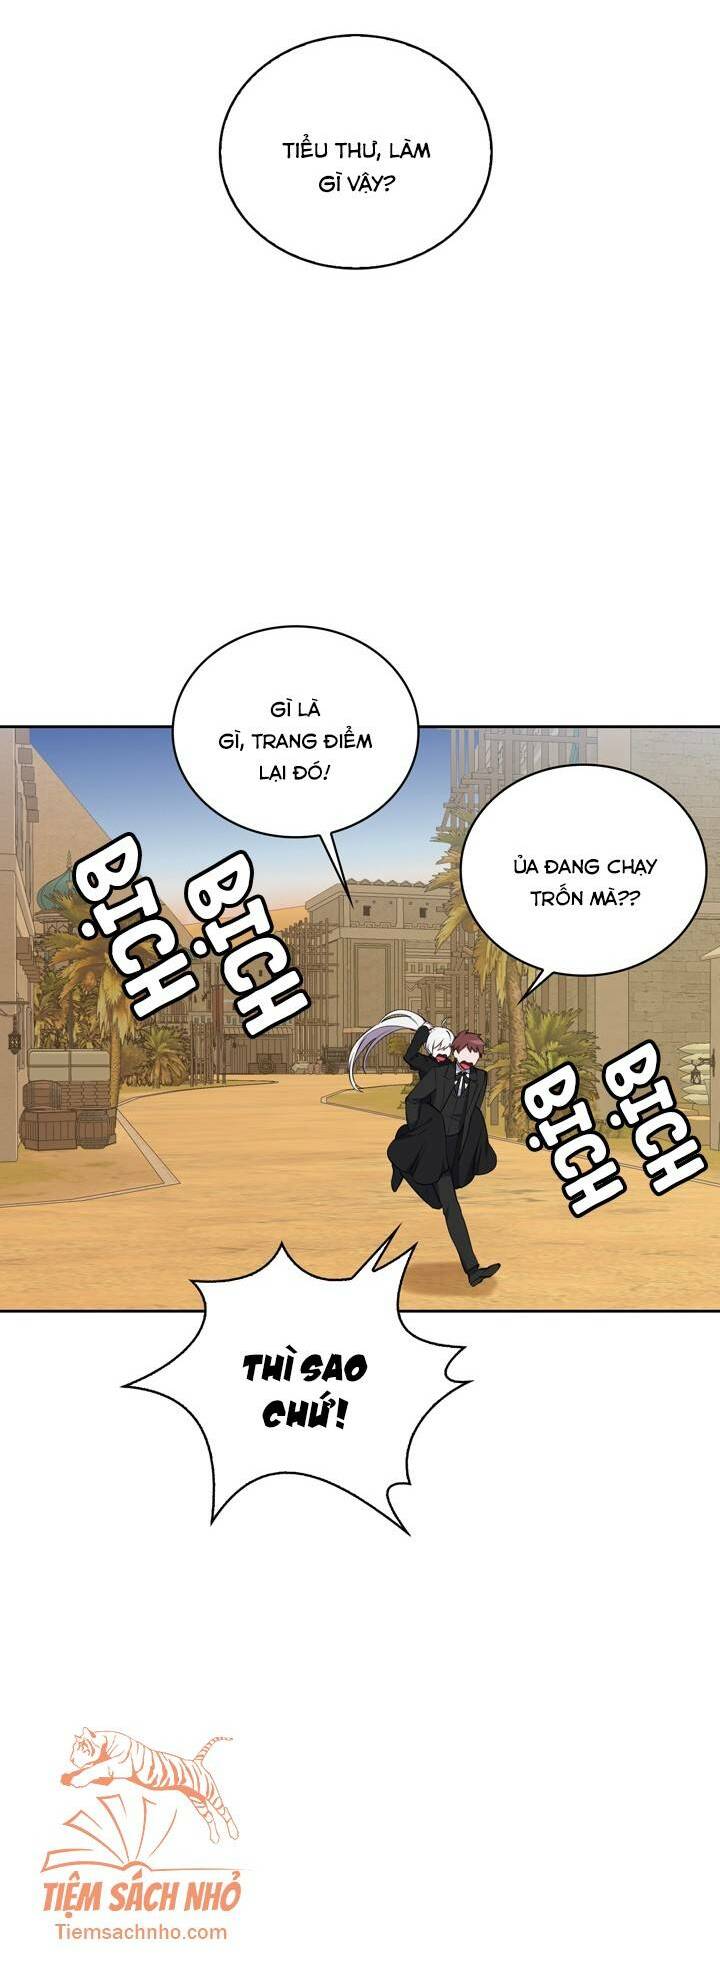 TIỂU THƯ, LÀM
GÌ VẬY?
GÌ LÀ
GÌ, TRANG ĐIỂM
LẠI ĐÓ!
ỦA ĐANG CHẠY
TRỐN MÀ??
BỊCH
BỊCH
BỊCH
BỊCH
THÌ SAO
CHỨ!
TIỆM SÁCH NHỎ
Tiemsachnho.com